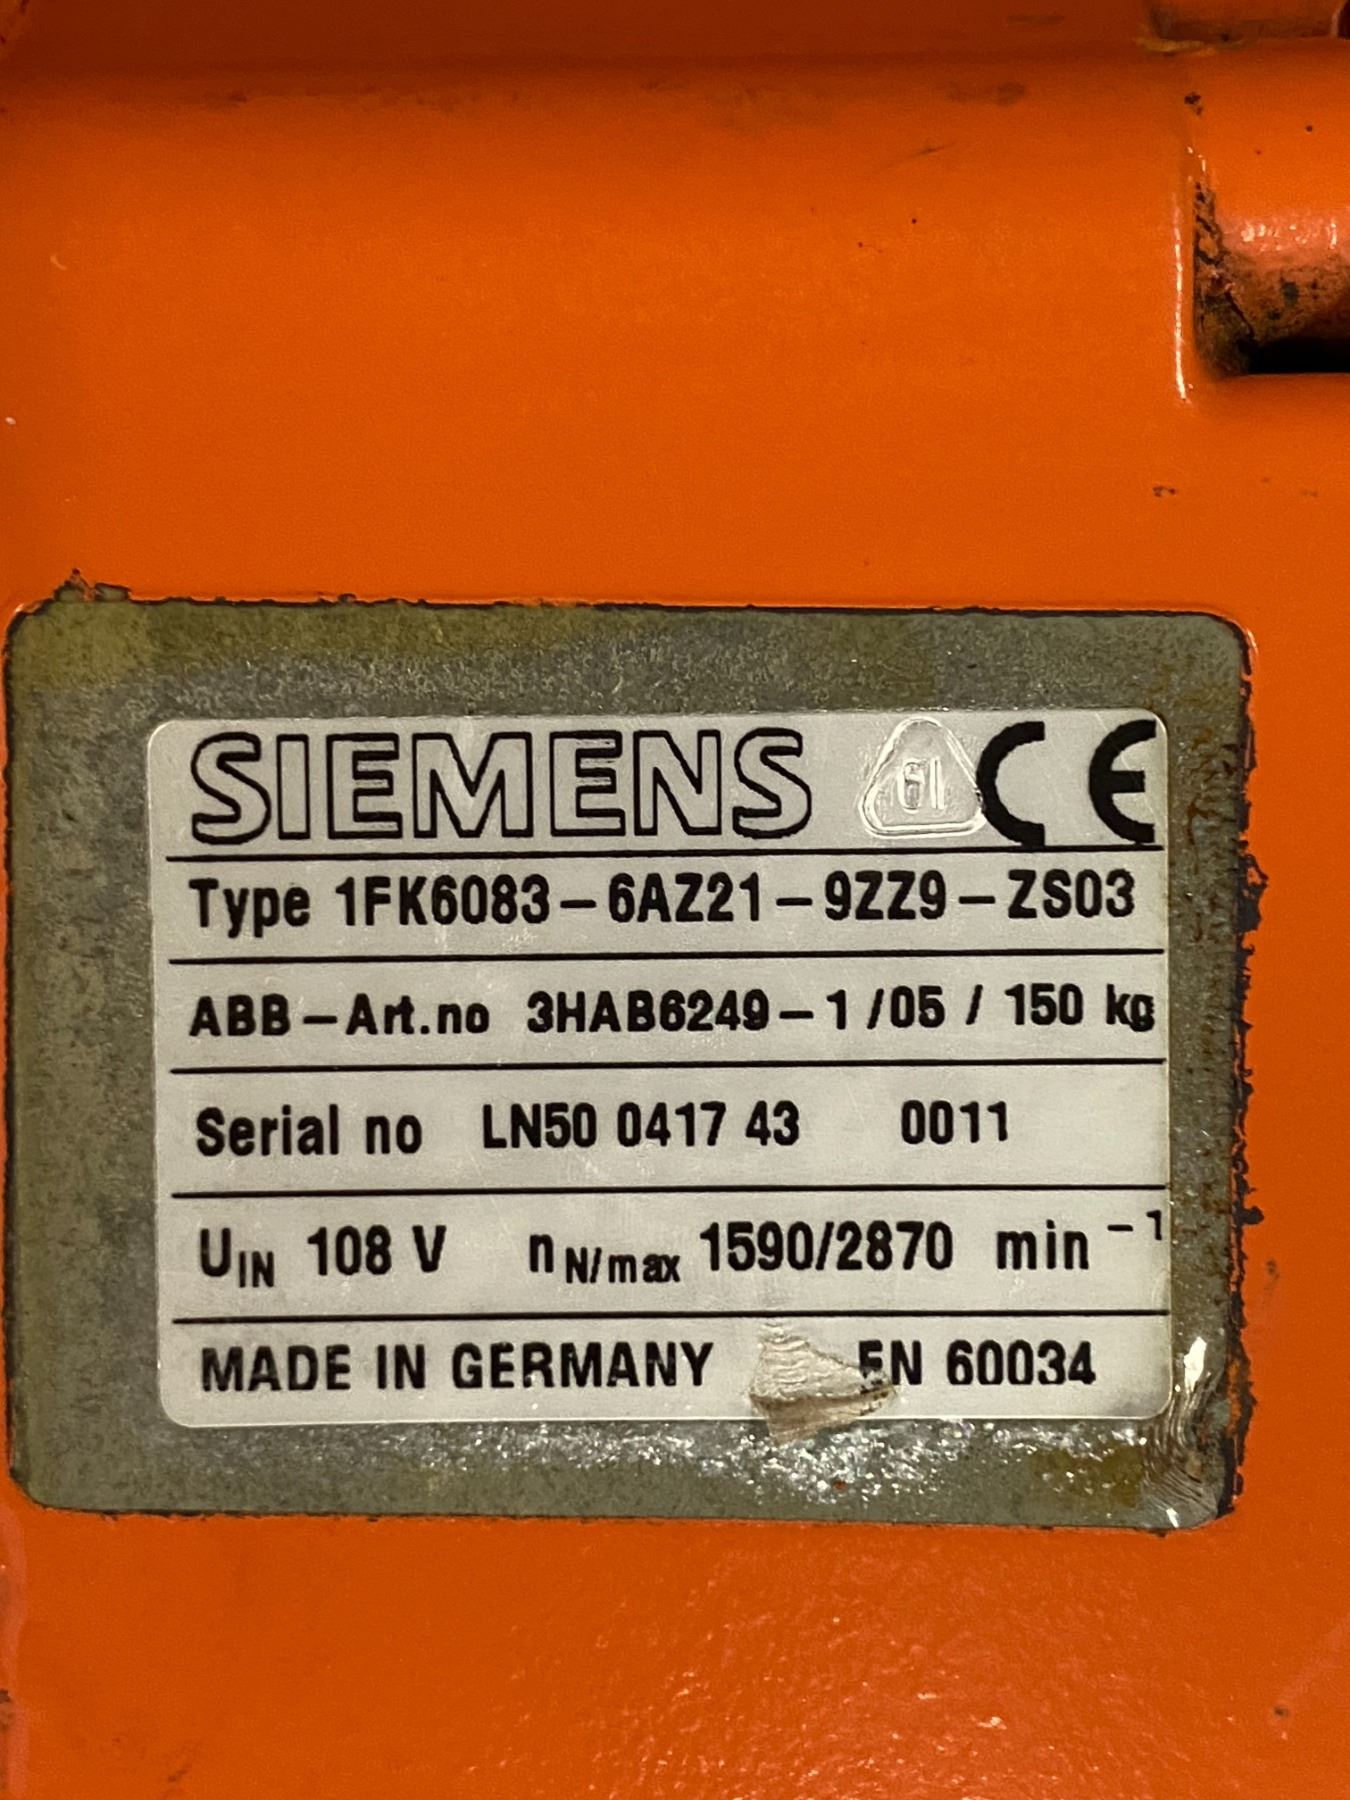 SIEMENS 19 CE
Type 1FK6083-6AZ21-9ZZ9-ZS03
ABB-Art.no 3HAB6249-1/05 / 150 kg
Serial no LN50 0417 43 0011
UIN 108 V nN/max 1590/2870 min⁻¹
MADE IN GERMANY EN 60034